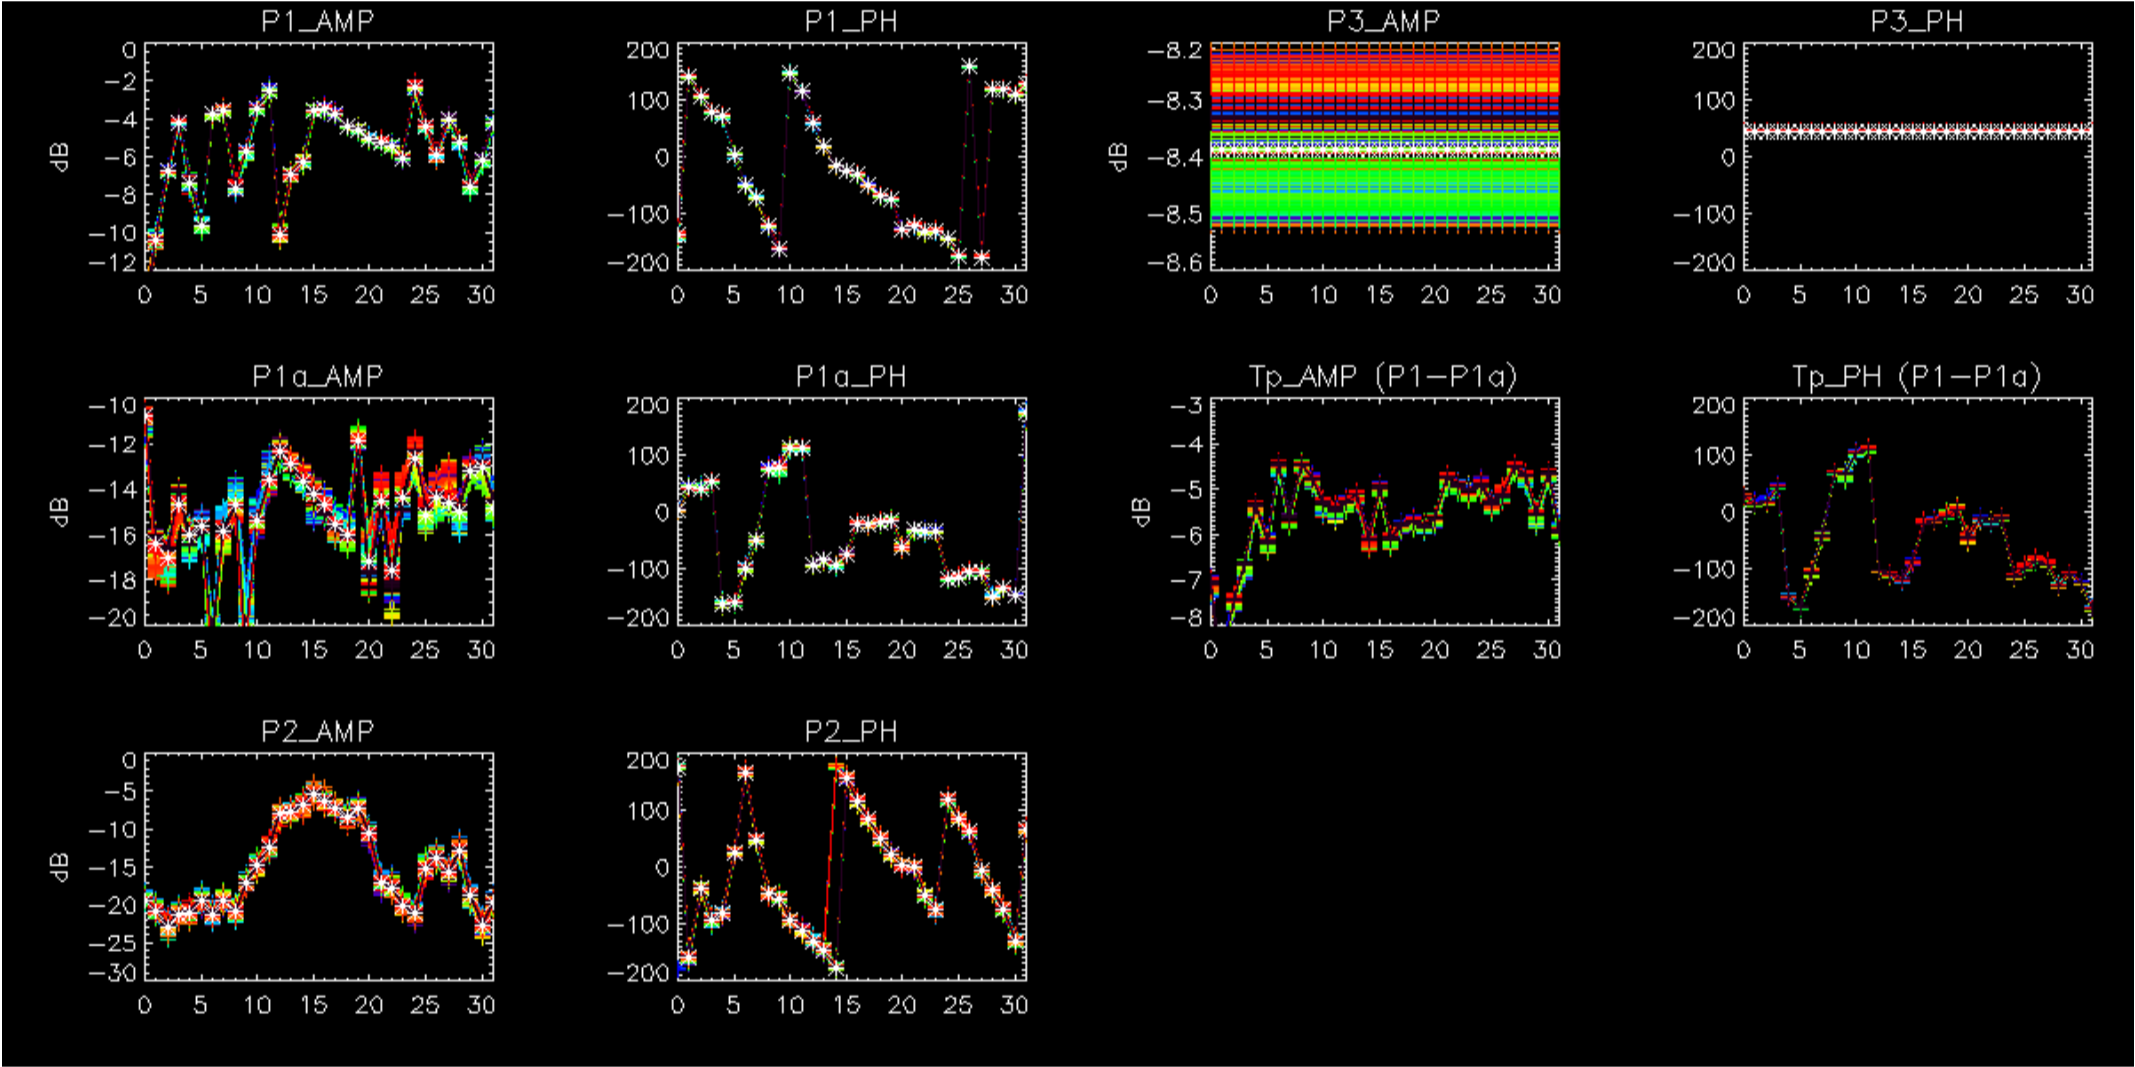 P1_AMP
dB
0
−2
−4
−6
−8
−10
−12
0 5 10 15 20 25 30
P1_PH
200
100
0
−100
−200
0 5 10 15 20 25 30
P3_AMP
dB
−8.2
−8.3
−8.4
−8.5
−8.6
0 5 10 15 20 25 30
P3_PH
200
100
0
−100
−200
0 5 10 15 20 25 30
P1a_AMP
dB
−10
−12
−14
−16
−18
−20
0 5 10 15 20 25 30
P1a_PH
200
100
0
−100
−200
0 5 10 15 20 25 30
Tp_AMP (P1−P1a)
dB
−3
−4
−5
−6
−7
−8
0 5 10 15 20 25 30
Tp_PH (P1−P1a)
200
100
0
−100
−200
0 5 10 15 20 25 30
P2_AMP
dB
0
−5
−10
−15
−20
−25
−30
0 5 10 15 20 25 30
P2_PH
200
100
0
−100
−200
0 5 10 15 20 25 30